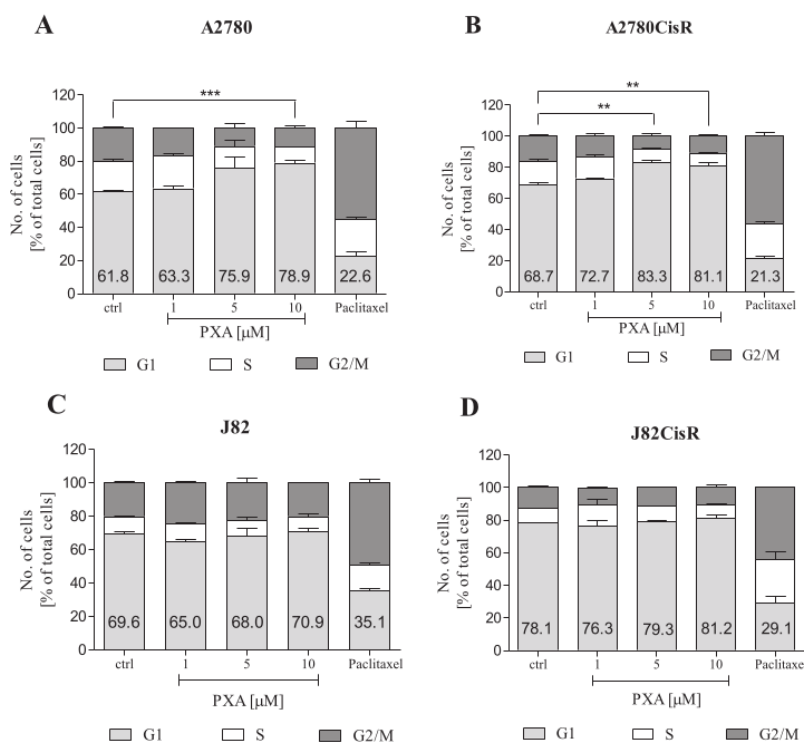 A
A2780
***
No. of cells
[% of total cells]
120
100
80
60
40
20
0
61.8 63.3 75.9 78.9 22.6
ctrl 1 5 10 Paclitaxel
PXA [μM]
G1 S G2/M
B
A2780CisR
**
**
No. of cells
[% of total cells]
120
100
80
60
40
20
0
68.7 72.7 83.3 81.1 21.3
ctrl 1 5 10 Paclitaxel
PXA [μM]
G1 S G2/M
C
J82
No. of cells
[% of total cells]
120
100
80
60
40
20
0
69.6 65.0 68.0 70.9 35.1
ctrl 1 5 10 Paclitaxel
PXA [μM]
G1 S G2/M
D
J82CisR
No. of cells
[% of total cells]
120
100
80
60
40
20
0
78.1 76.3 79.3 81.2 29.1
ctrl 1 5 10 Paclitaxel
PXA [μM]
G1 S G2/M